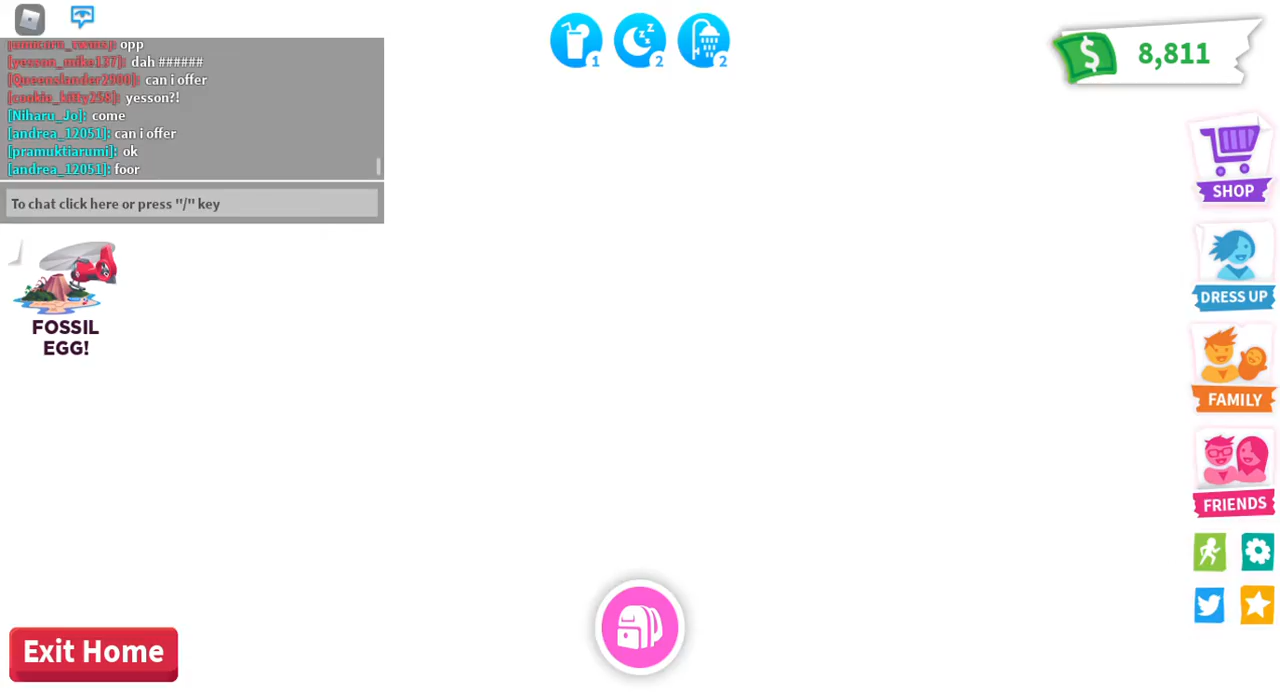 opp
[yesson_mike137]: dah ######
[Queenslander2900]: can i offer
[cookie_kitty258]: yesson?!
[Niharu_Jo]: come
[andrea_12051]: can i offer
[pramuktiarumi]: ok
[andrea_12051]: foor
To chat click here or press "/" key
FOSSIL
EGG!
Exit Home
1
2
2
$ 8,811
SHOP
DRESS UP
FAMILY
FRIENDS